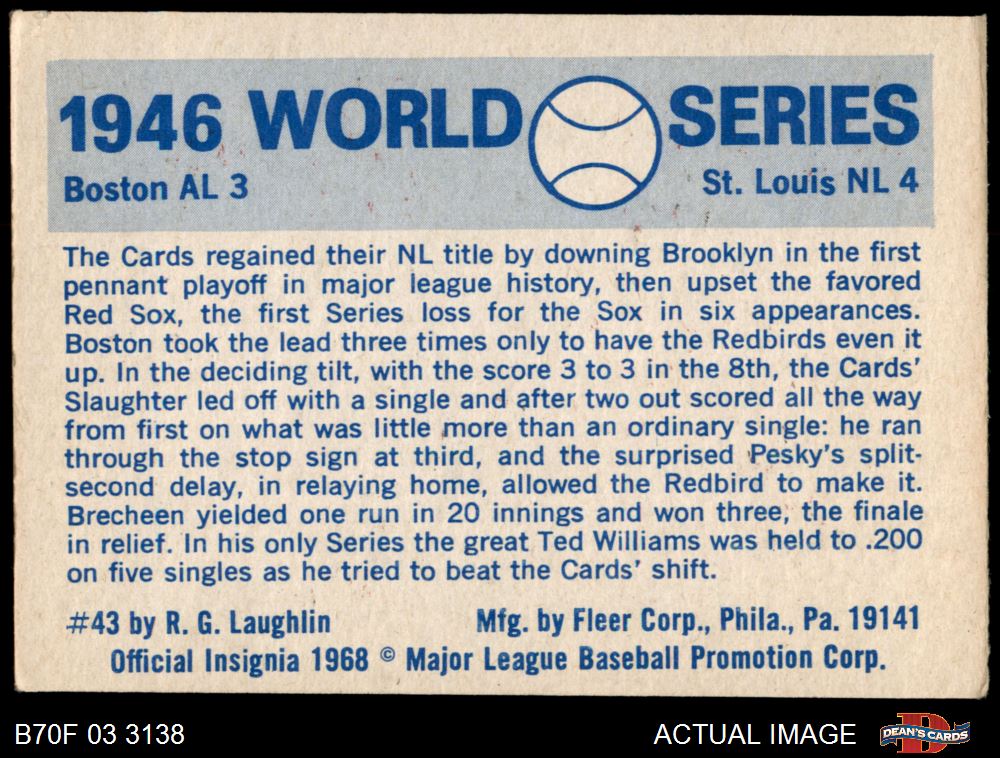 1946 WORLD SERIES
Boston AL 3 St. Louis NL 4
The Cards regained their NL title by downing Brooklyn in the first
pennant playoff in major league history, then upset the favored
Red Sox, the first Series loss for the Sox in six appearances.
Boston took the lead three times only to have the Redbirds even it
up. In the deciding tilt, with the score 3 to 3 in the 8th, the Cards'
Slaughter led off with a single and after two out scored all the way
from first on what was little more than an ordinary single: he ran
through the stop sign at third, and the surprised Pesky's split-
second delay, in relaying home, allowed the Redbird to make it.
Brecheen yielded one run in 20 innings and won three, the finale
in relief. In his only Series the great Ted Williams was held to .200
on five singles as he tried to beat the Cards' shift.
#43 by R. G. Laughlin Mfg. by Fleer Corp., Phila., Pa. 19141
Official Insignia 1968 © Major League Baseball Promotion Corp.
B70F 03 3138 ACTUAL IMAGE D DEAN'S CARDS